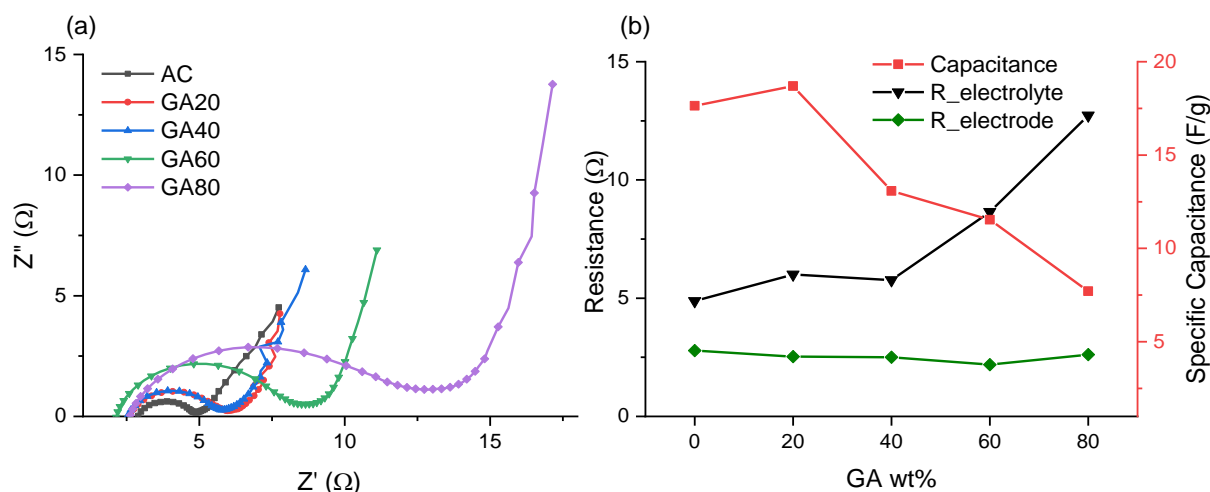 (a)
15
10
5
0
5
10
15
Z'' (Ω)
Z' (Ω)
AC
GA20
GA40
GA60
GA80
(b)
15
10
5
0
Resistance (Ω)
Capacitance
R_electrolyte
R_electrode
20
15
10
5
Specific Capacitance (F/g)
0 20 40 60 80
GA wt%